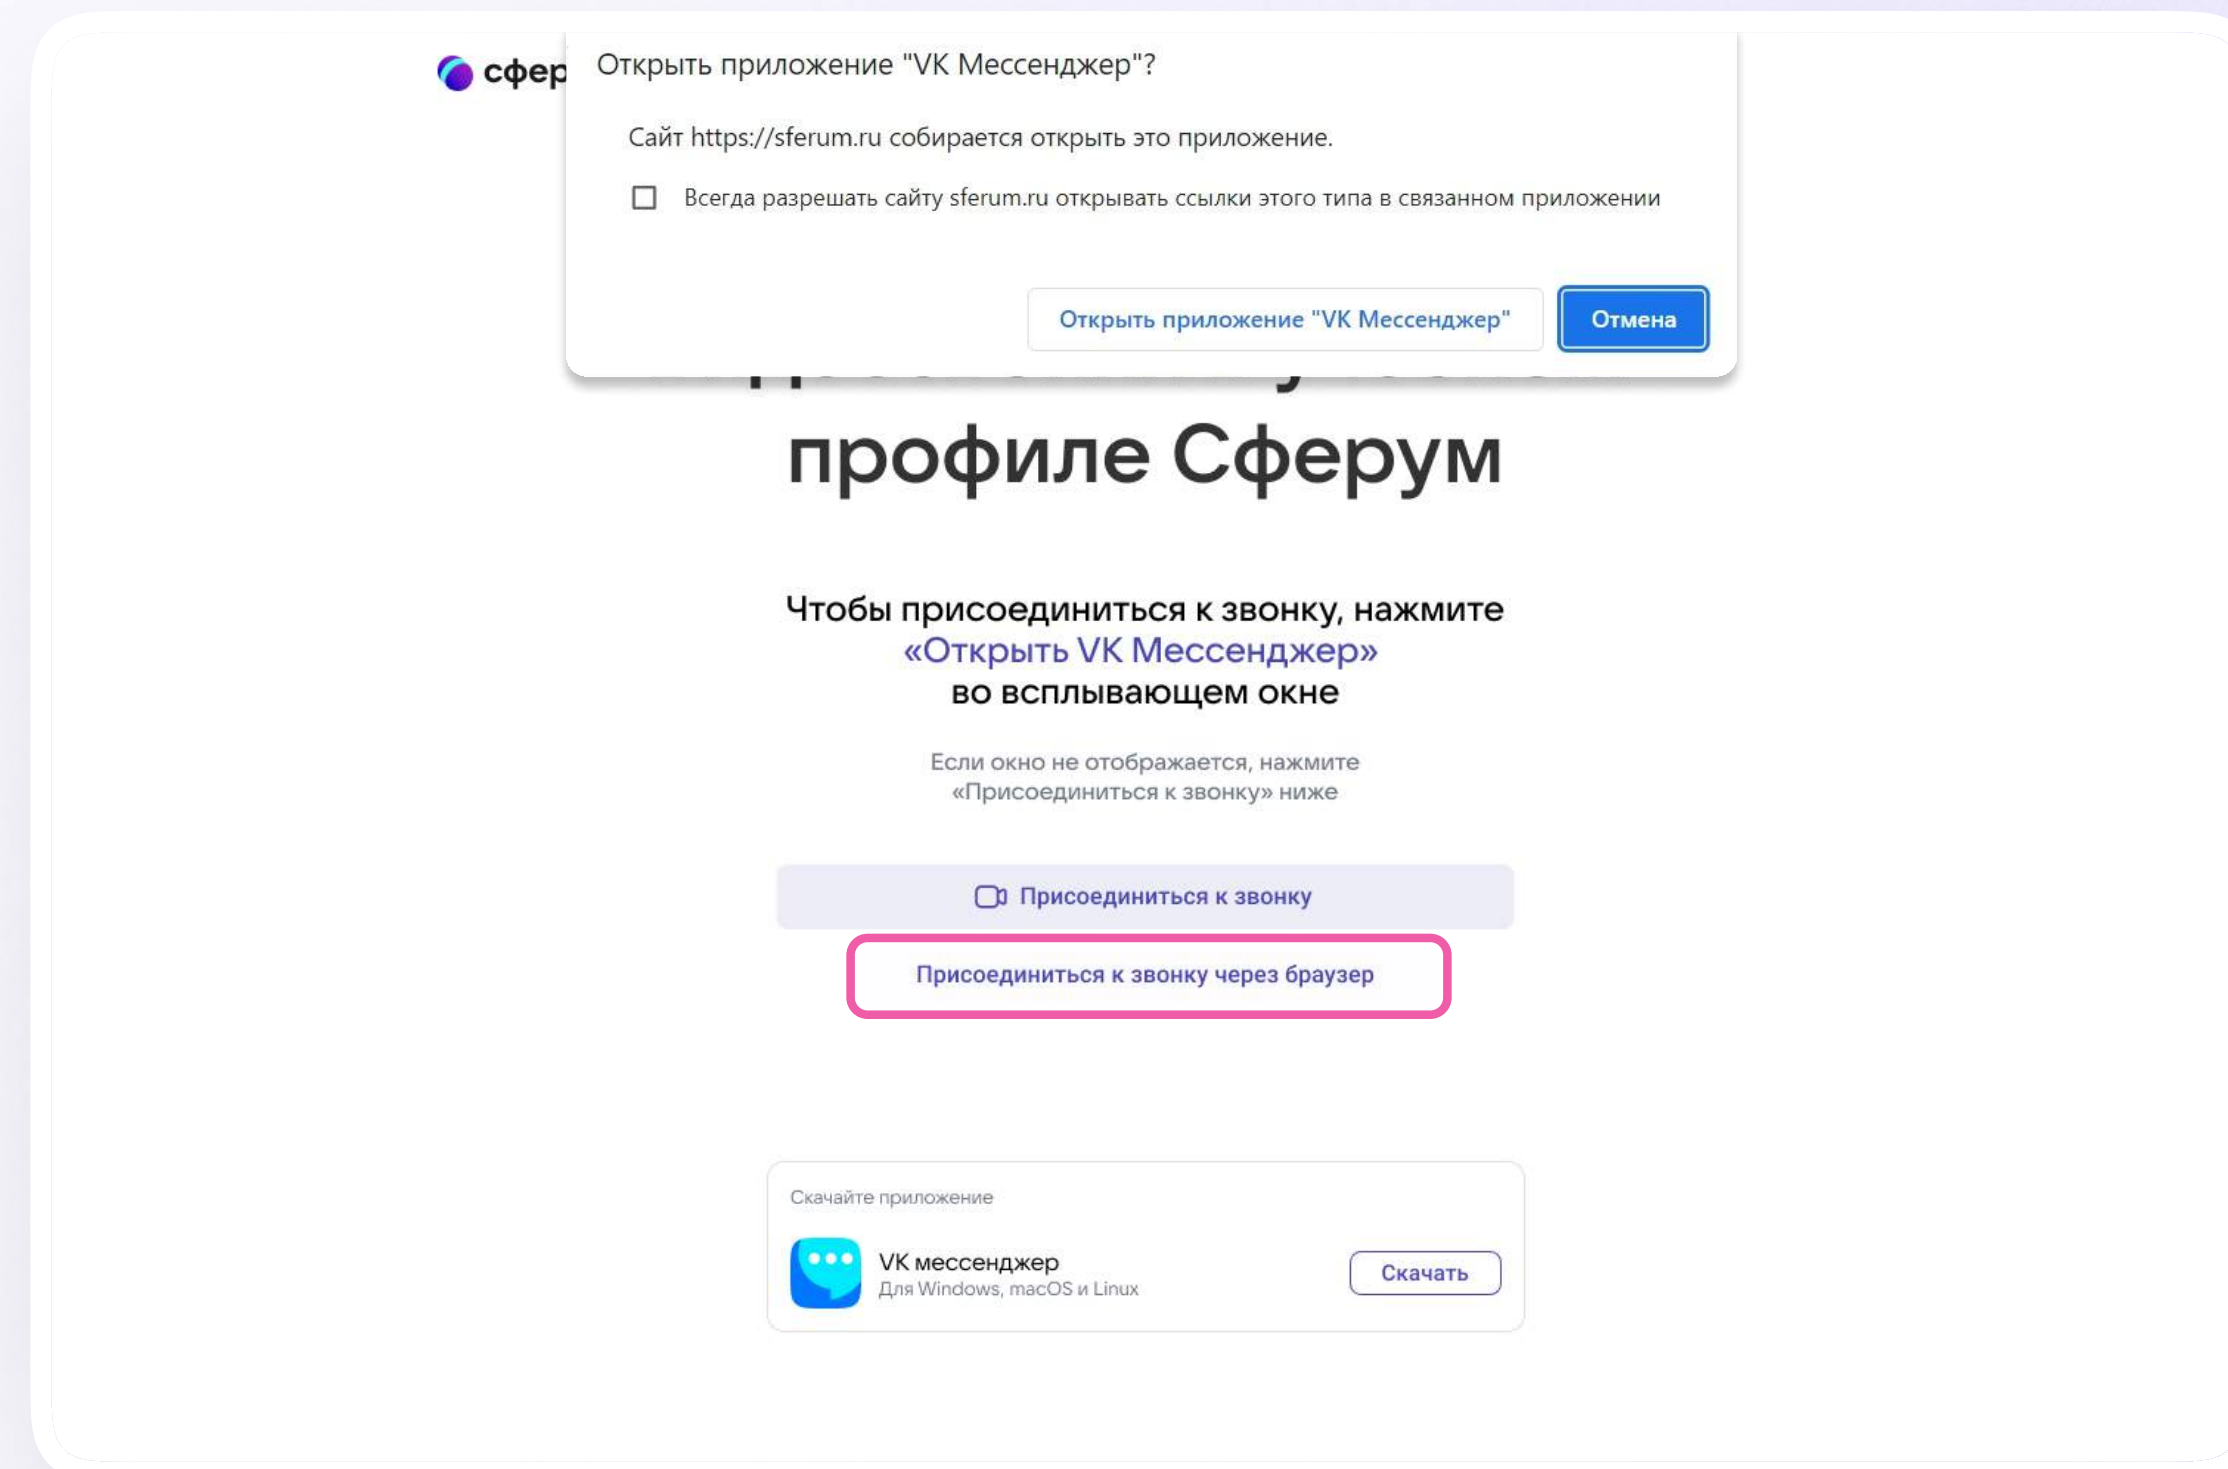 сфер
Открыть приложение "VK Мессенджер"?
Сайт https://sferum.ru собирается открыть это приложение.
Всегда разрешать сайту sferum.ru открывать ссылки этого типа в связанном приложении
Открыть приложение "VK Мессенджер"
Отмена
профиле Сферум
Чтобы присоединиться к звонку, нажмите
«Открыть VK Мессенджер»
во всплывающем окне
Если окно не отображается, нажмите
«Присоединиться к звонку» ниже
Присоединиться к звонку
Присоединиться к звонку через браузер
Скачайте приложение
VK мессенджер
Для Windows, macOS и Linux
Скачать